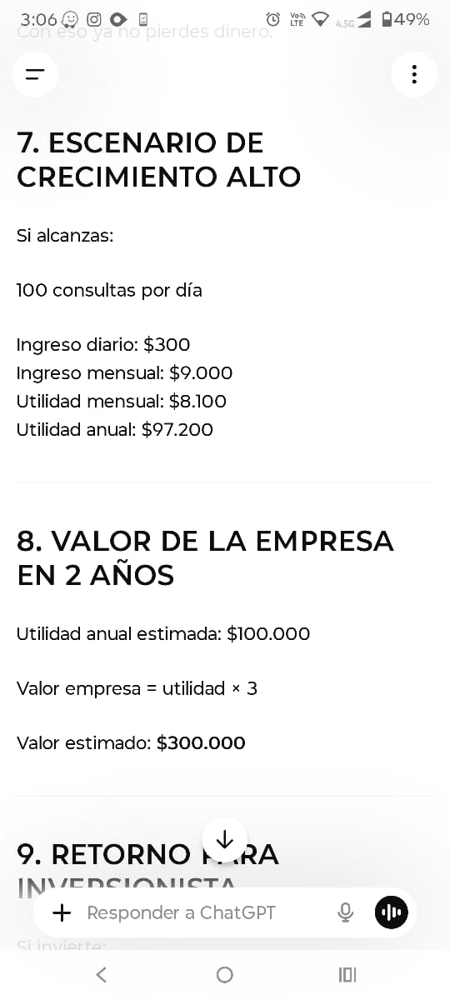 3:06
VoD LTE
4.5G
49%
Con eso ya no pierdes dinero.
7. ESCENARIO DE
CRECIMIENTO ALTO
Si alcanzas:
100 consultas por día
Ingreso diario: $300
Ingreso mensual: $9.000
Utilidad mensual: $8.100
Utilidad anual: $97.200
8. VALOR DE LA EMPRESA
EN 2 AÑOS
Utilidad anual estimada: $100.000
Valor empresa = utilidad × 3
Valor estimado: $300.000
9. RETORNO PARA
INVERSIONISTA
Responder a ChatGPT
Si invierte: